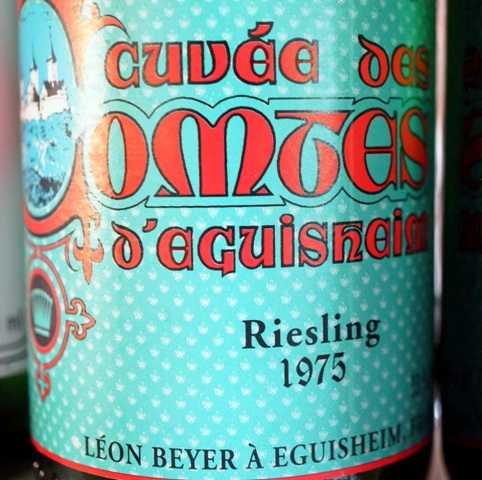 CUVÉE DES
COMTES
D'EGUISHEIM
Riesling
1975
LÉON BEYER À EGUISHEIM,